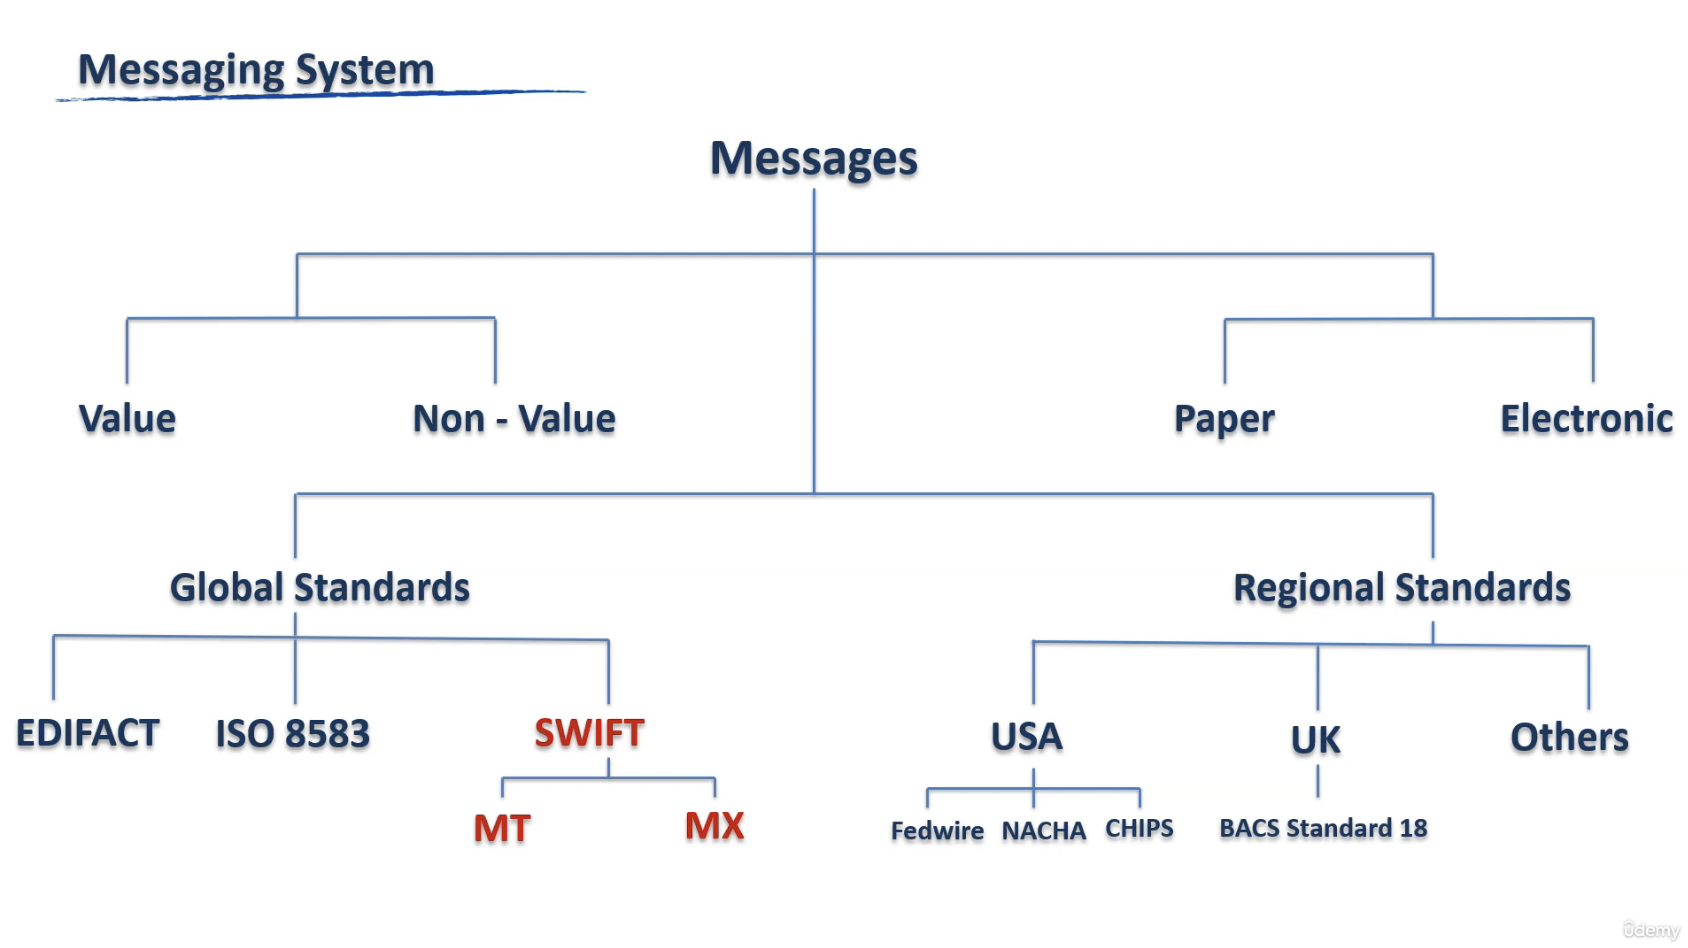 Messaging System
Messages
Value
Non - Value
Paper
Electronic
Global Standards
Regional Standards
EDIFACT
ISO 8583
SWIFT
USA
UK
Others
MT
MX
Fedwire
NACHA
CHIPS
BACS Standard 18
ûdemy